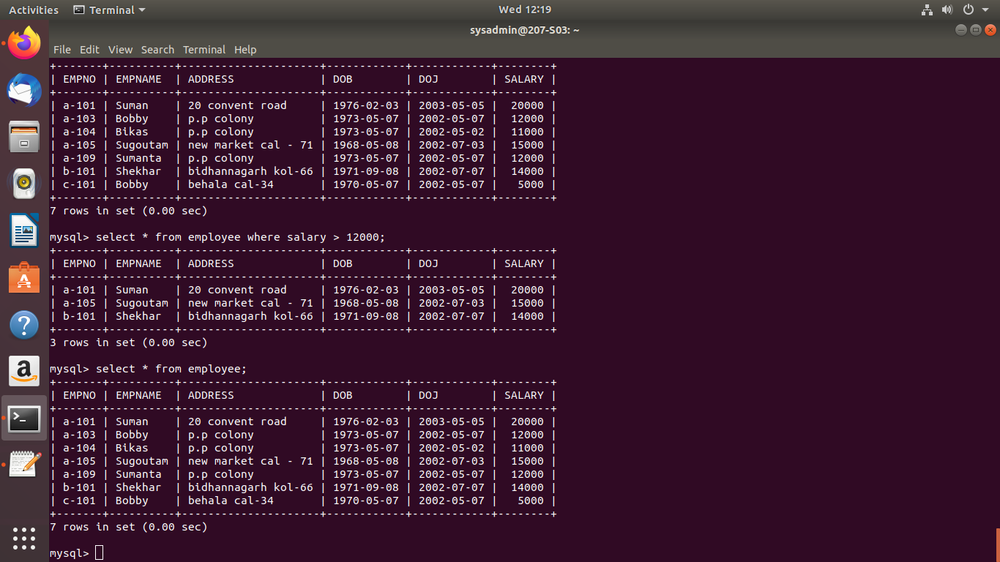 Activities Terminal Wed 12:19
sysadmin@207-S03: ~
File Edit View Search Terminal Help
+-------+----------+---------------------+------------+------------+--------+
| EMPNO | EMPNAME  | ADDRESS             | DOB        | DOJ        | SALARY |
+-------+----------+---------------------+------------+------------+--------+
| a-101 | Suman    | 20 convent road     | 1976-02-03 | 2003-05-05 |  20000 |
| a-103 | Bobby    | p.p colony          | 1973-05-07 | 2002-05-07 |  12000 |
| a-104 | Bikas    | p.p colony          | 1973-05-07 | 2002-05-02 |  11000 |
| a-105 | Sugoutam | new market cal - 71 | 1968-05-08 | 2002-07-03 |  15000 |
| a-109 | Sumanta  | p.p colony          | 1973-05-07 | 2002-05-07 |  12000 |
| b-101 | Shekhar  | bidhannagarh kol-66 | 1971-09-08 | 2002-07-07 |  14000 |
| c-101 | Bobby    | behala cal-34       | 1970-05-07 | 2002-05-07 |   5000 |
+-------+----------+---------------------+------------+------------+--------+
7 rows in set (0.00 sec)
mysql> select * from employee where salary > 12000;
+-------+----------+---------------------+------------+------------+--------+
| EMPNO | EMPNAME  | ADDRESS             | DOB        | DOJ        | SALARY |
+-------+----------+---------------------+------------+------------+--------+
| a-101 | Suman    | 20 convent road     | 1976-02-03 | 2003-05-05 |  20000 |
| a-105 | Sugoutam | new market cal - 71 | 1968-05-08 | 2002-07-03 |  15000 |
| b-101 | Shekhar  | bidhannagarh kol-66 | 1971-09-08 | 2002-07-07 |  14000 |
+-------+----------+---------------------+------------+------------+--------+
3 rows in set (0.00 sec)
mysql> select * from employee;
+-------+----------+---------------------+------------+------------+--------+
| EMPNO | EMPNAME  | ADDRESS             | DOB        | DOJ        | SALARY |
+-------+----------+---------------------+------------+------------+--------+
| a-101 | Suman    | 20 convent road     | 1976-02-03 | 2003-05-05 |  20000 |
| a-103 | Bobby    | p.p colony          | 1973-05-07 | 2002-05-07 |  12000 |
| a-104 | Bikas    | p.p colony          | 1973-05-07 | 2002-05-02 |  11000 |
| a-105 | Sugoutam | new market cal - 71 | 1968-05-08 | 2002-07-03 |  15000 |
| a-109 | Sumanta  | p.p colony          | 1973-05-07 | 2002-05-07 |  12000 |
| b-101 | Shekhar  | bidhannagarh kol-66 | 1971-09-08 | 2002-07-07 |  14000 |
| c-101 | Bobby    | behala cal-34       | 1970-05-07 | 2002-05-07 |   5000 |
+-------+----------+---------------------+------------+------------+--------+
7 rows in set (0.00 sec)
mysql>